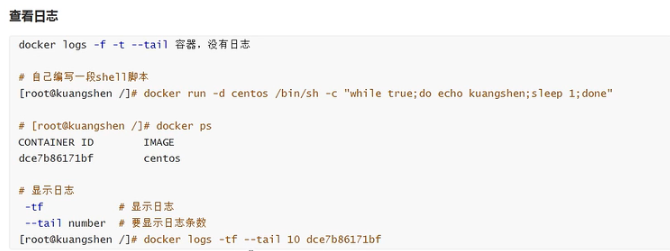 查看日志
docker logs -f -t --tail 容器，没有日志
# 自己编写一段shell脚本
[root@kuangshen /]# docker run -d centos /bin/sh -c "while true;do echo kuangshen;sleep 1;done"
# [root@kuangshen /]# docker ps
CONTAINER ID        IMAGE
dce7b86171bf        centos
# 显示日志
-tf            # 显示日志
--tail number  # 要显示日志条数
[root@kuangshen /]# docker logs -tf --tail 10 dce7b86171bf